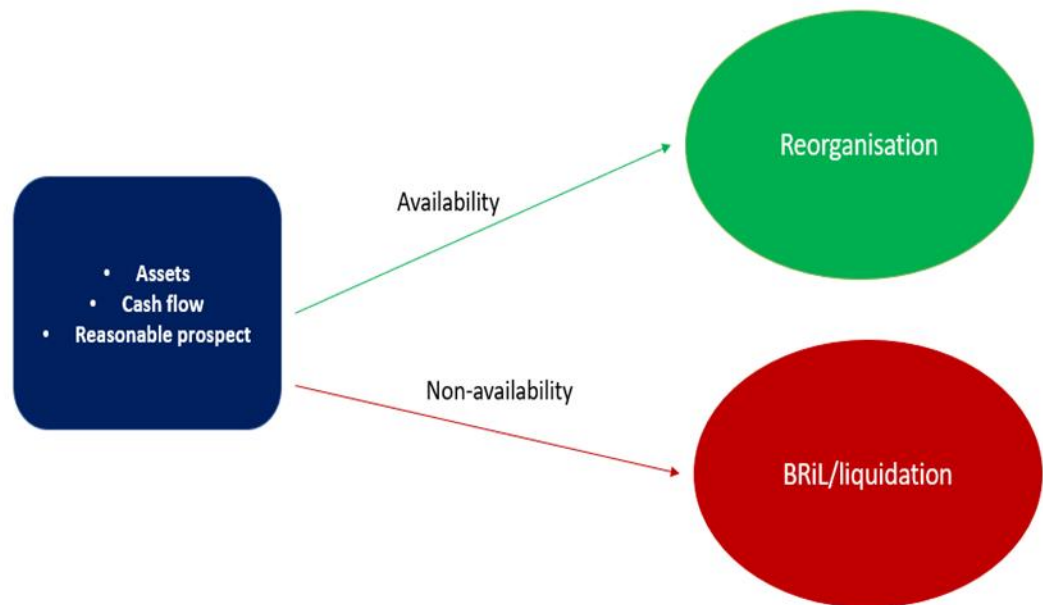 • Assets
• Cash flow
• Reasonable prospect
Availability
Reorganisation
Non-availability
BRiL/liquidation